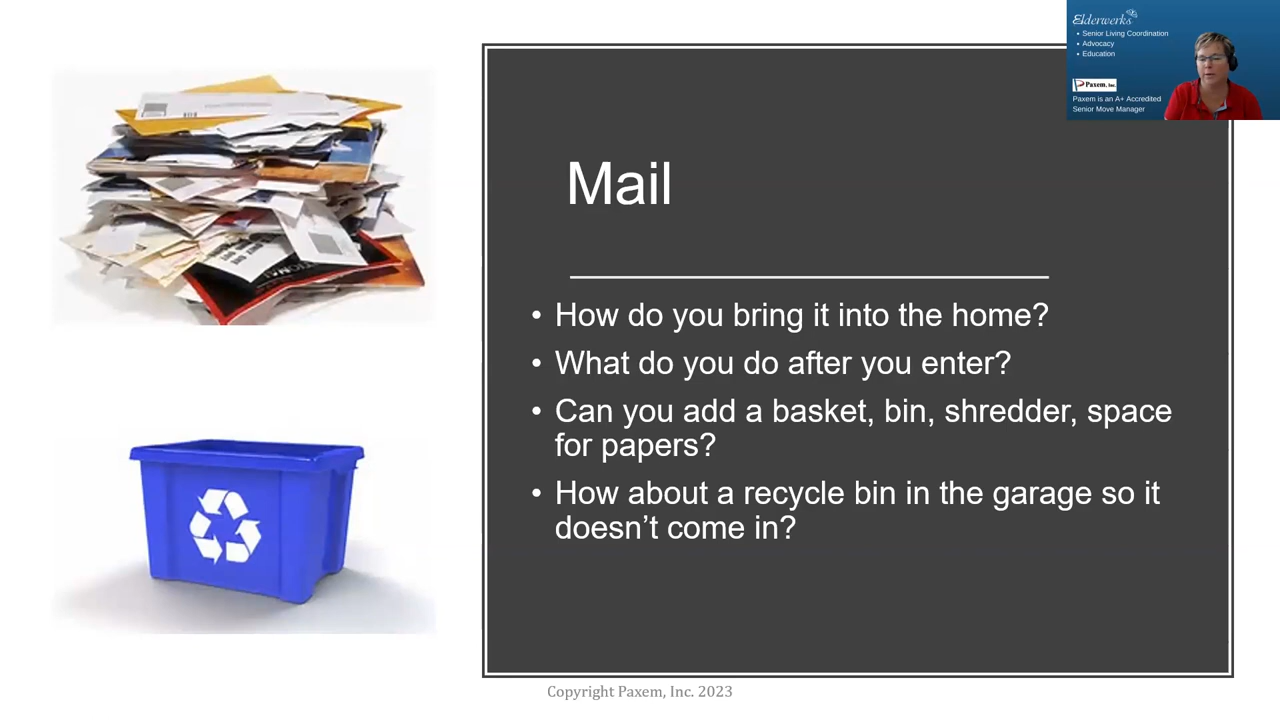 Elderwerks
• Senior Living Coordination
• Advocacy
• Education
Paxem, Inc.
Paxem is an A+ Accredited
Senior Move Manager
Mail
• How do you bring it into the home?
• What do you do after you enter?
• Can you add a basket, bin, shredder, space
for papers?
• How about a recycle bin in the garage so it
doesn’t come in?
Copyright Paxem, Inc. 2023